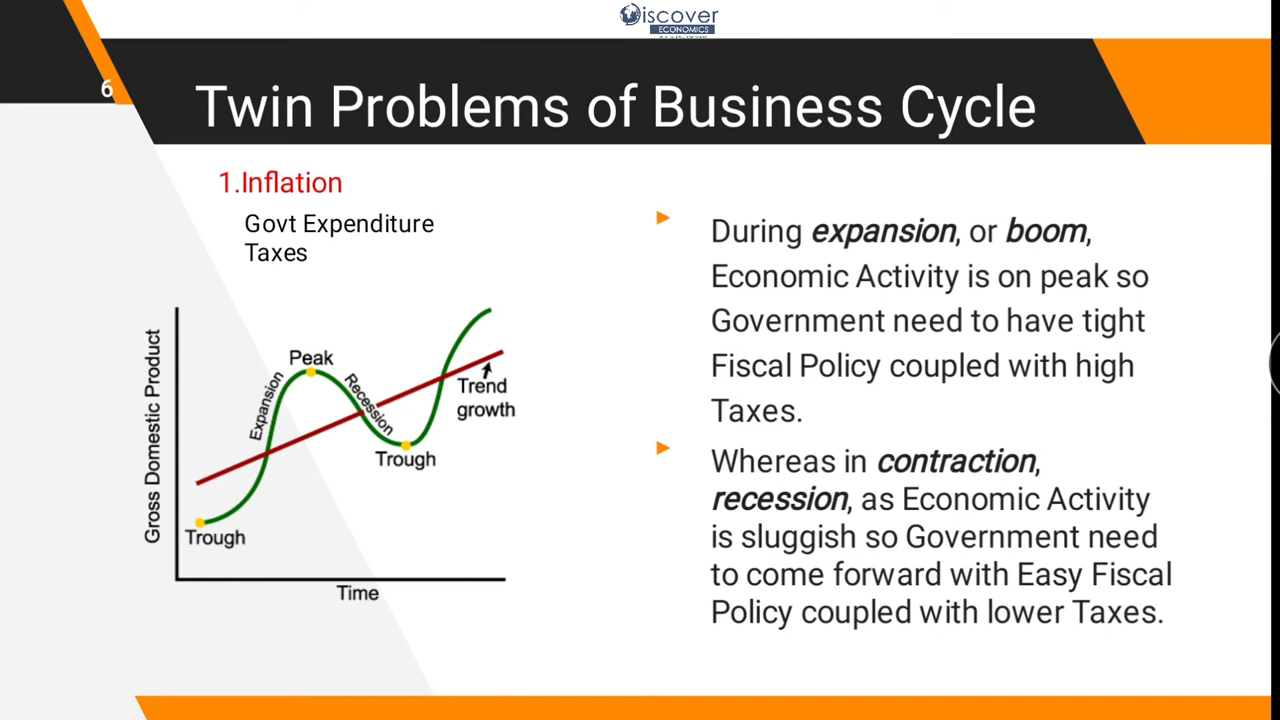 Discover
ECONOMICS
6
Twin Problems of Business Cycle
1.Inflation
Govt Expenditure
Taxes
During expansion, or boom,
Economic Activity is on peak so
Government need to have tight
Fiscal Policy coupled with high
Taxes.
Whereas in contraction,
recession, as Economic Activity
is sluggish so Government need
to come forward with Easy Fiscal
Policy coupled with lower Taxes.
Gross Domestic Product
Peak
Expansion
Recession
Trend
growth
Trough
Trough
Time